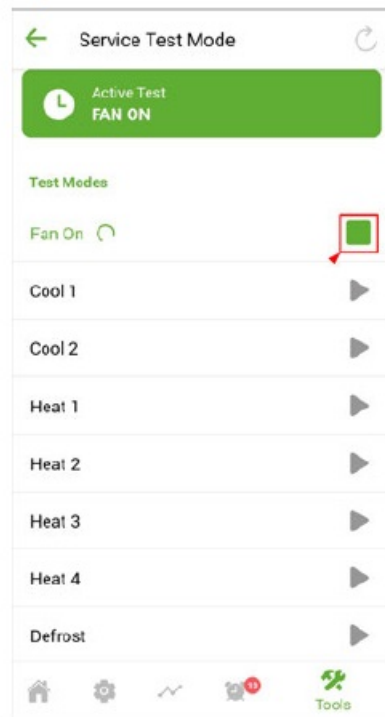 Service Test Mode
Active Test
FAN ON
Test Modes
Fan On
Cool 1
Cool 2
Heat 1
Heat 2
Heat 3
Heat 4
Defrost
Tools